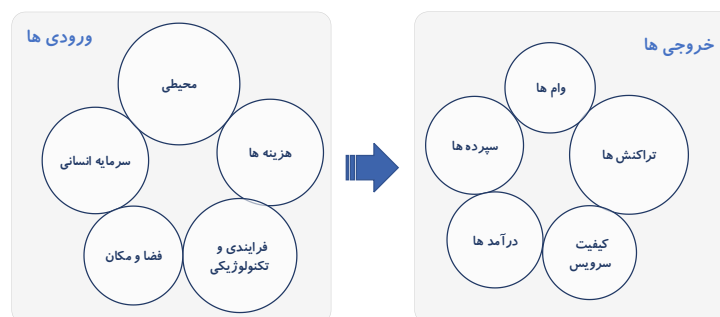 ورودی ها
محیطی
هزینه ها
سرمایه انسانی
فرایندی و
تکنولوژیکی
فضا و مکان
خروجی ها
وام ها
تراکنش ها
سپرده ها
کیفیت
سرویس
درآمد ها